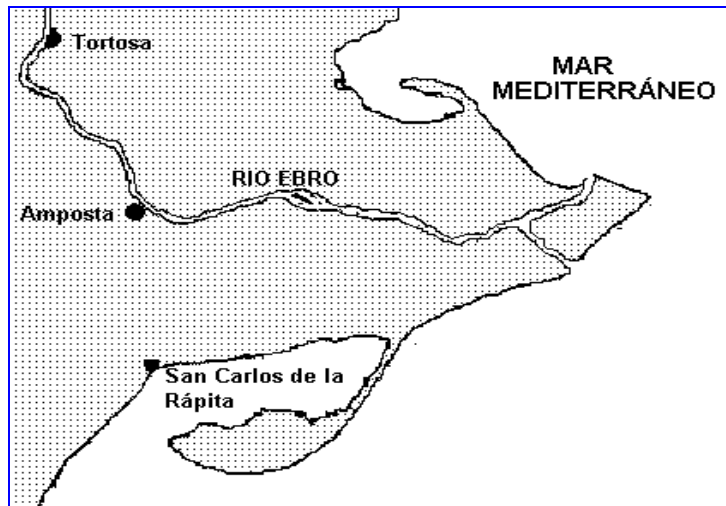 Tortosa
MAR
MEDITERRÁNEO
RIO EBRO
Amposta
San Carlos de la
Rápita